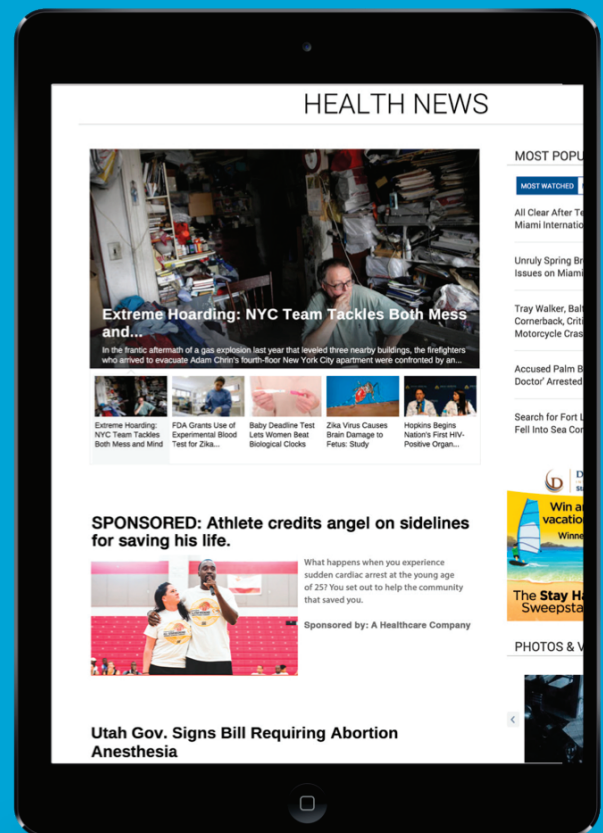 HEALTH NEWS
Extreme Hoarding: NYC Team Tackles Both Mess
and...
In the frantic aftermath of a gas explosion last year that leveled three nearby buildings, the firefighters
who arrived to evacuate Adam Chrin's fourth-floor New York City apartment were confronted by an...
Extreme Hoarding:
NYC Team Tackles
Both Mess and Mind
FDA Grants Use of
Experimental Blood
Test for Zika...
Baby Deadline Test
Lets Women Beat
Biological Clocks
Zika Virus Causes
Brain Damage to
Fetus: Study
Hopkins Begins
Nation's First HIV-
Positive Organ...
SPONSORED: Athlete credits angel on sidelines
for saving his life.
What happens when you experience
sudden cardiac arrest at the young age
of 25? You set out to help the community
that saved you.
Sponsored by: A Healthcare Company
Utah Gov. Signs Bill Requiring Abortion
Anesthesia
MOST POPU
MOST WATCHED
All Clear After Te
Miami Internatio
Unruly Spring Br
Issues on Miami
Tray Walker, Balt
Cornerback, Criti
Motorcycle Cras
Accused Palm B
Doctor' Arrested
Search for Fort L
Fell Into Sea Cor
D
Win a
vacatio
Winne
The Stay Ha
Sweepsta
PHOTOS & V